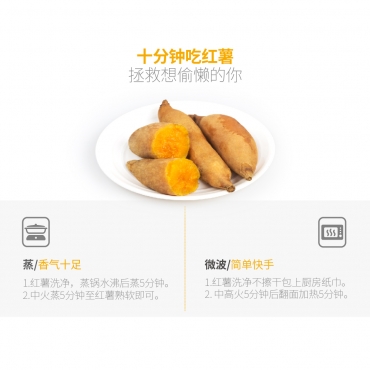 十分钟吃红薯
拯救想偷懒的你
蒸/香气十足
1.红薯洗净，蒸锅水沸后蒸5分钟。
2.中火蒸5分钟至红薯熟软即可。
微波/简单快手
1.红薯洗净不擦干包上厨房纸巾。
2.中高火5分钟后翻面加热5分钟。